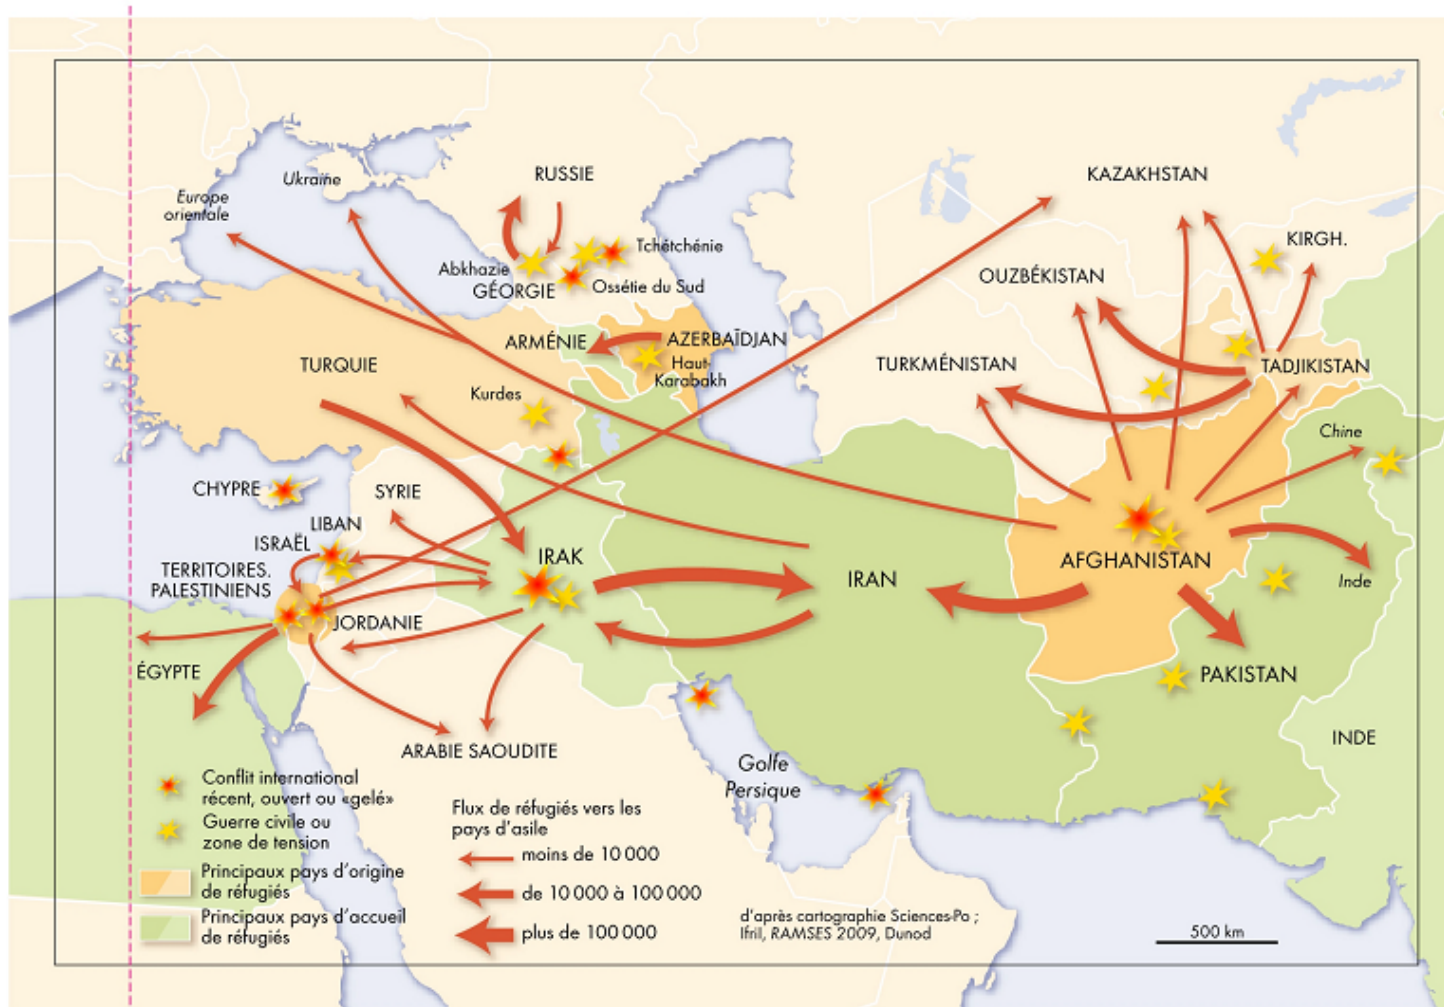 RUSSIE
KAZAKHSTAN
Ukraine
Europe
orientale
KIRGH.
Tchétchénie
Abkhazie
GÉORGIE
Ossétie du Sud
OUZBÉKISTAN
ARMÉNIE
AZERBAÏDJAN
Haut-
Karabakh
TURQUIE
TURKMÉNISTAN
TADJIKISTAN
Kurdes
Chine
CHYPRE
SYRIE
LIBAN
ISRAËL
TERRITOIRES.
PALESTINIENS
IRAK
IRAN
AFGHANISTAN
Inde
JORDANIE
ÉGYPTE
PAKISTAN
ARABIE SAOUDITE
INDE
Golfe
Persique
Conflit international
récent, ouvert ou «gelé»
Guerre civile ou
zone de tension
Principaux pays d'origine
de réfugiés
Principaux pays d'accueil
de réfugiés
Flux de réfugiés vers les
pays d'asile
moins de 10 000
de 10 000 à 100 000
plus de 100 000
d'après cartographie Sciences-Po ;
Ifril, RAMSES 2009, Dunod
500 km